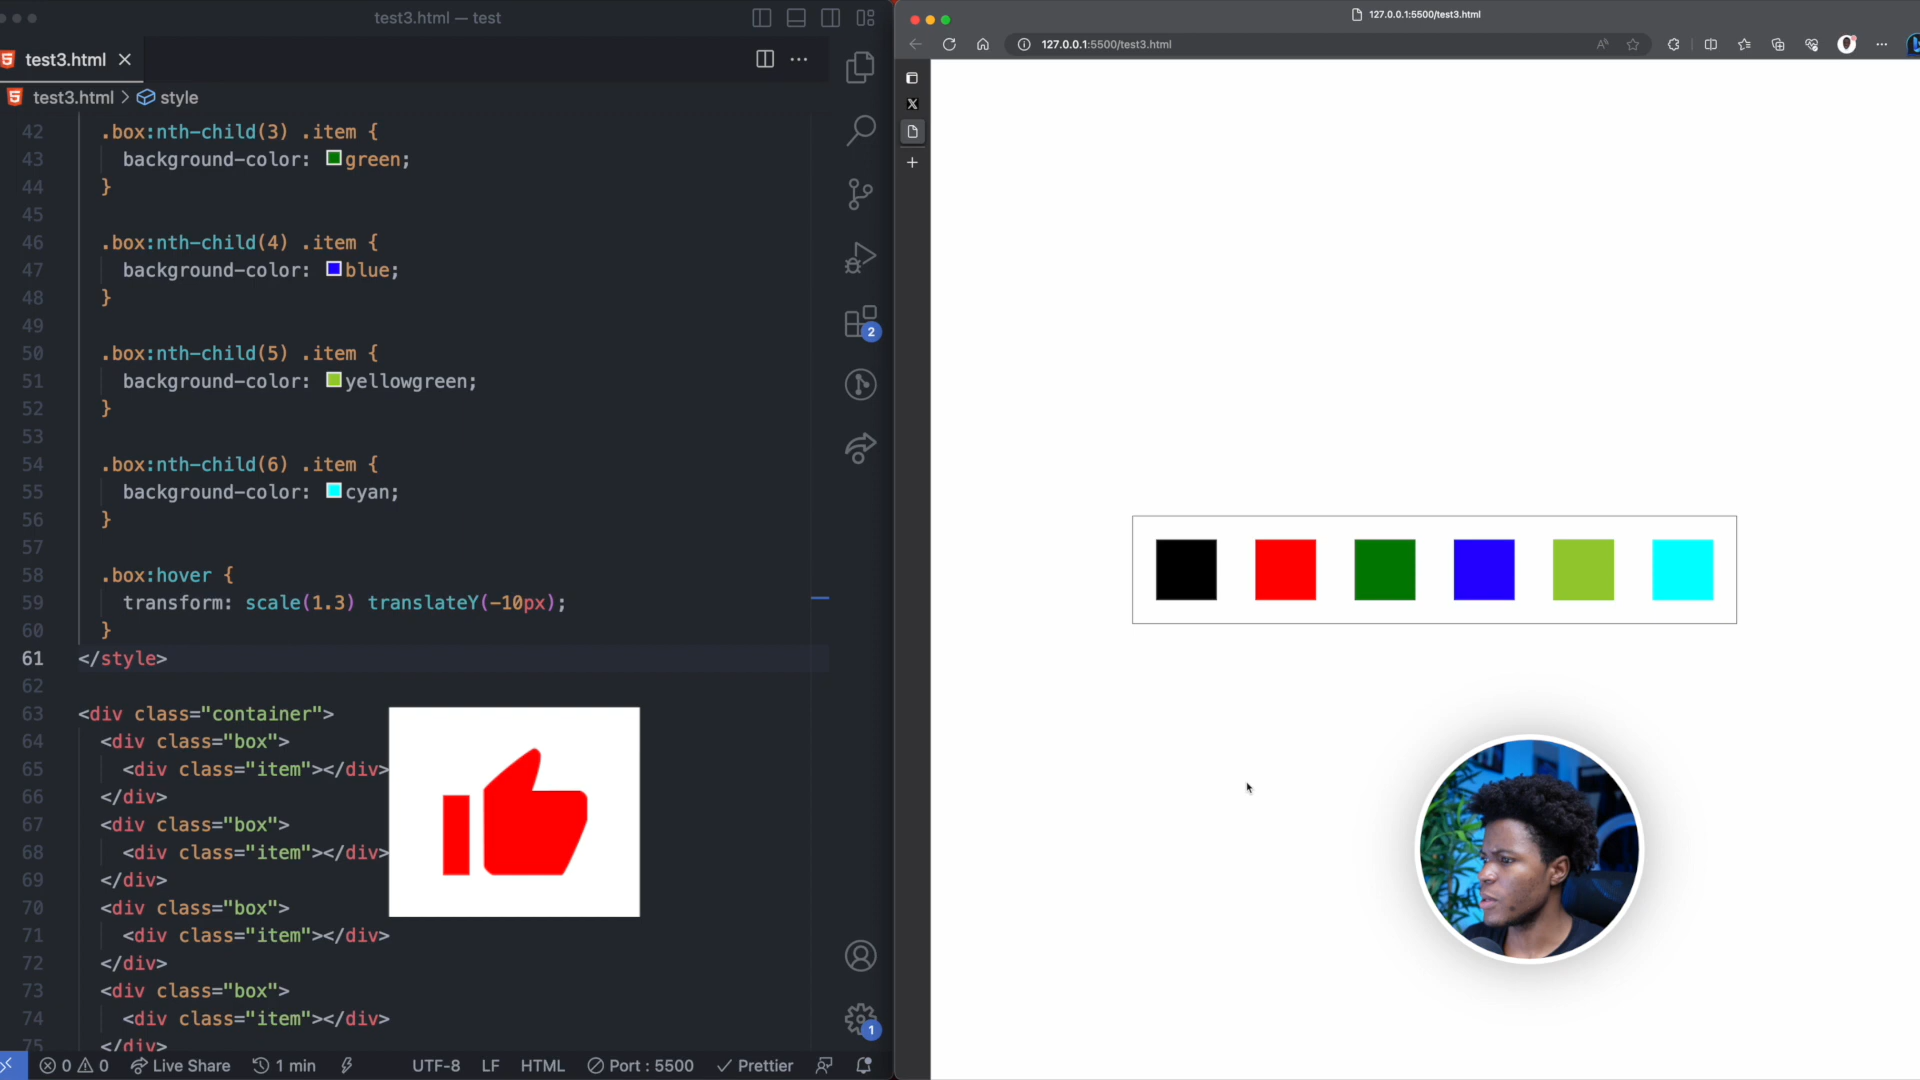 test3.html — test
test3.html
test3.html > style
42 .box:nth-child(3) .item {
43 background-color: green;
44 }
45
46 .box:nth-child(4) .item {
47 background-color: blue;
48 }
49
50 .box:nth-child(5) .item {
51 background-color: yellowgreen;
52 }
53
54 .box:nth-child(6) .item {
55 background-color: cyan;
56 }
57
58 .box:hover {
59 transform: scale(1.3) translateY(-10px);
60 }
61 </style>
62
63 <div class="container">
64 <div class="box">
65 <div class="item"></div>
66 </div>
67 <div class="box">
68 <div class="item"></div>
69 </div>
70 <div class="box">
71 <div class="item"></div>
72 </div>
73 <div class="box">
74 <div class="item"></div>
75 </div>
2
1
0 0 Live Share 1 min UTF-8 LF HTML Port : 5500 Prettier
127.0.0.1:5500/test3.html
127.0.0.1:5500/test3.html